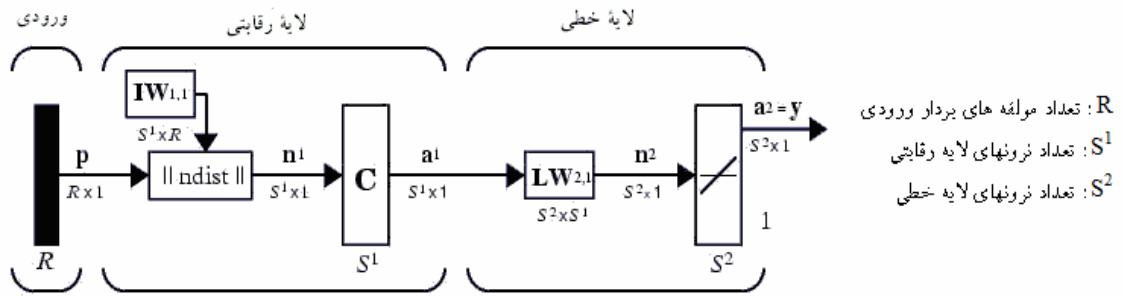 ورودی
لایهٔ رقابتی
لایهٔ خطی
IW1,1
S1xR
p
Rx1
|| ndist ||
n1
S1x1
C
a1
S1x1
LW2,1
S2xS1
n2
S2x1
a2 = y
S2x1
1
R
S1
S2
R: تعداد مولفه های بردار ورودی
S1: تعداد نرونهای لایه رقابتی
S2: تعداد نرونهای لایه خطی